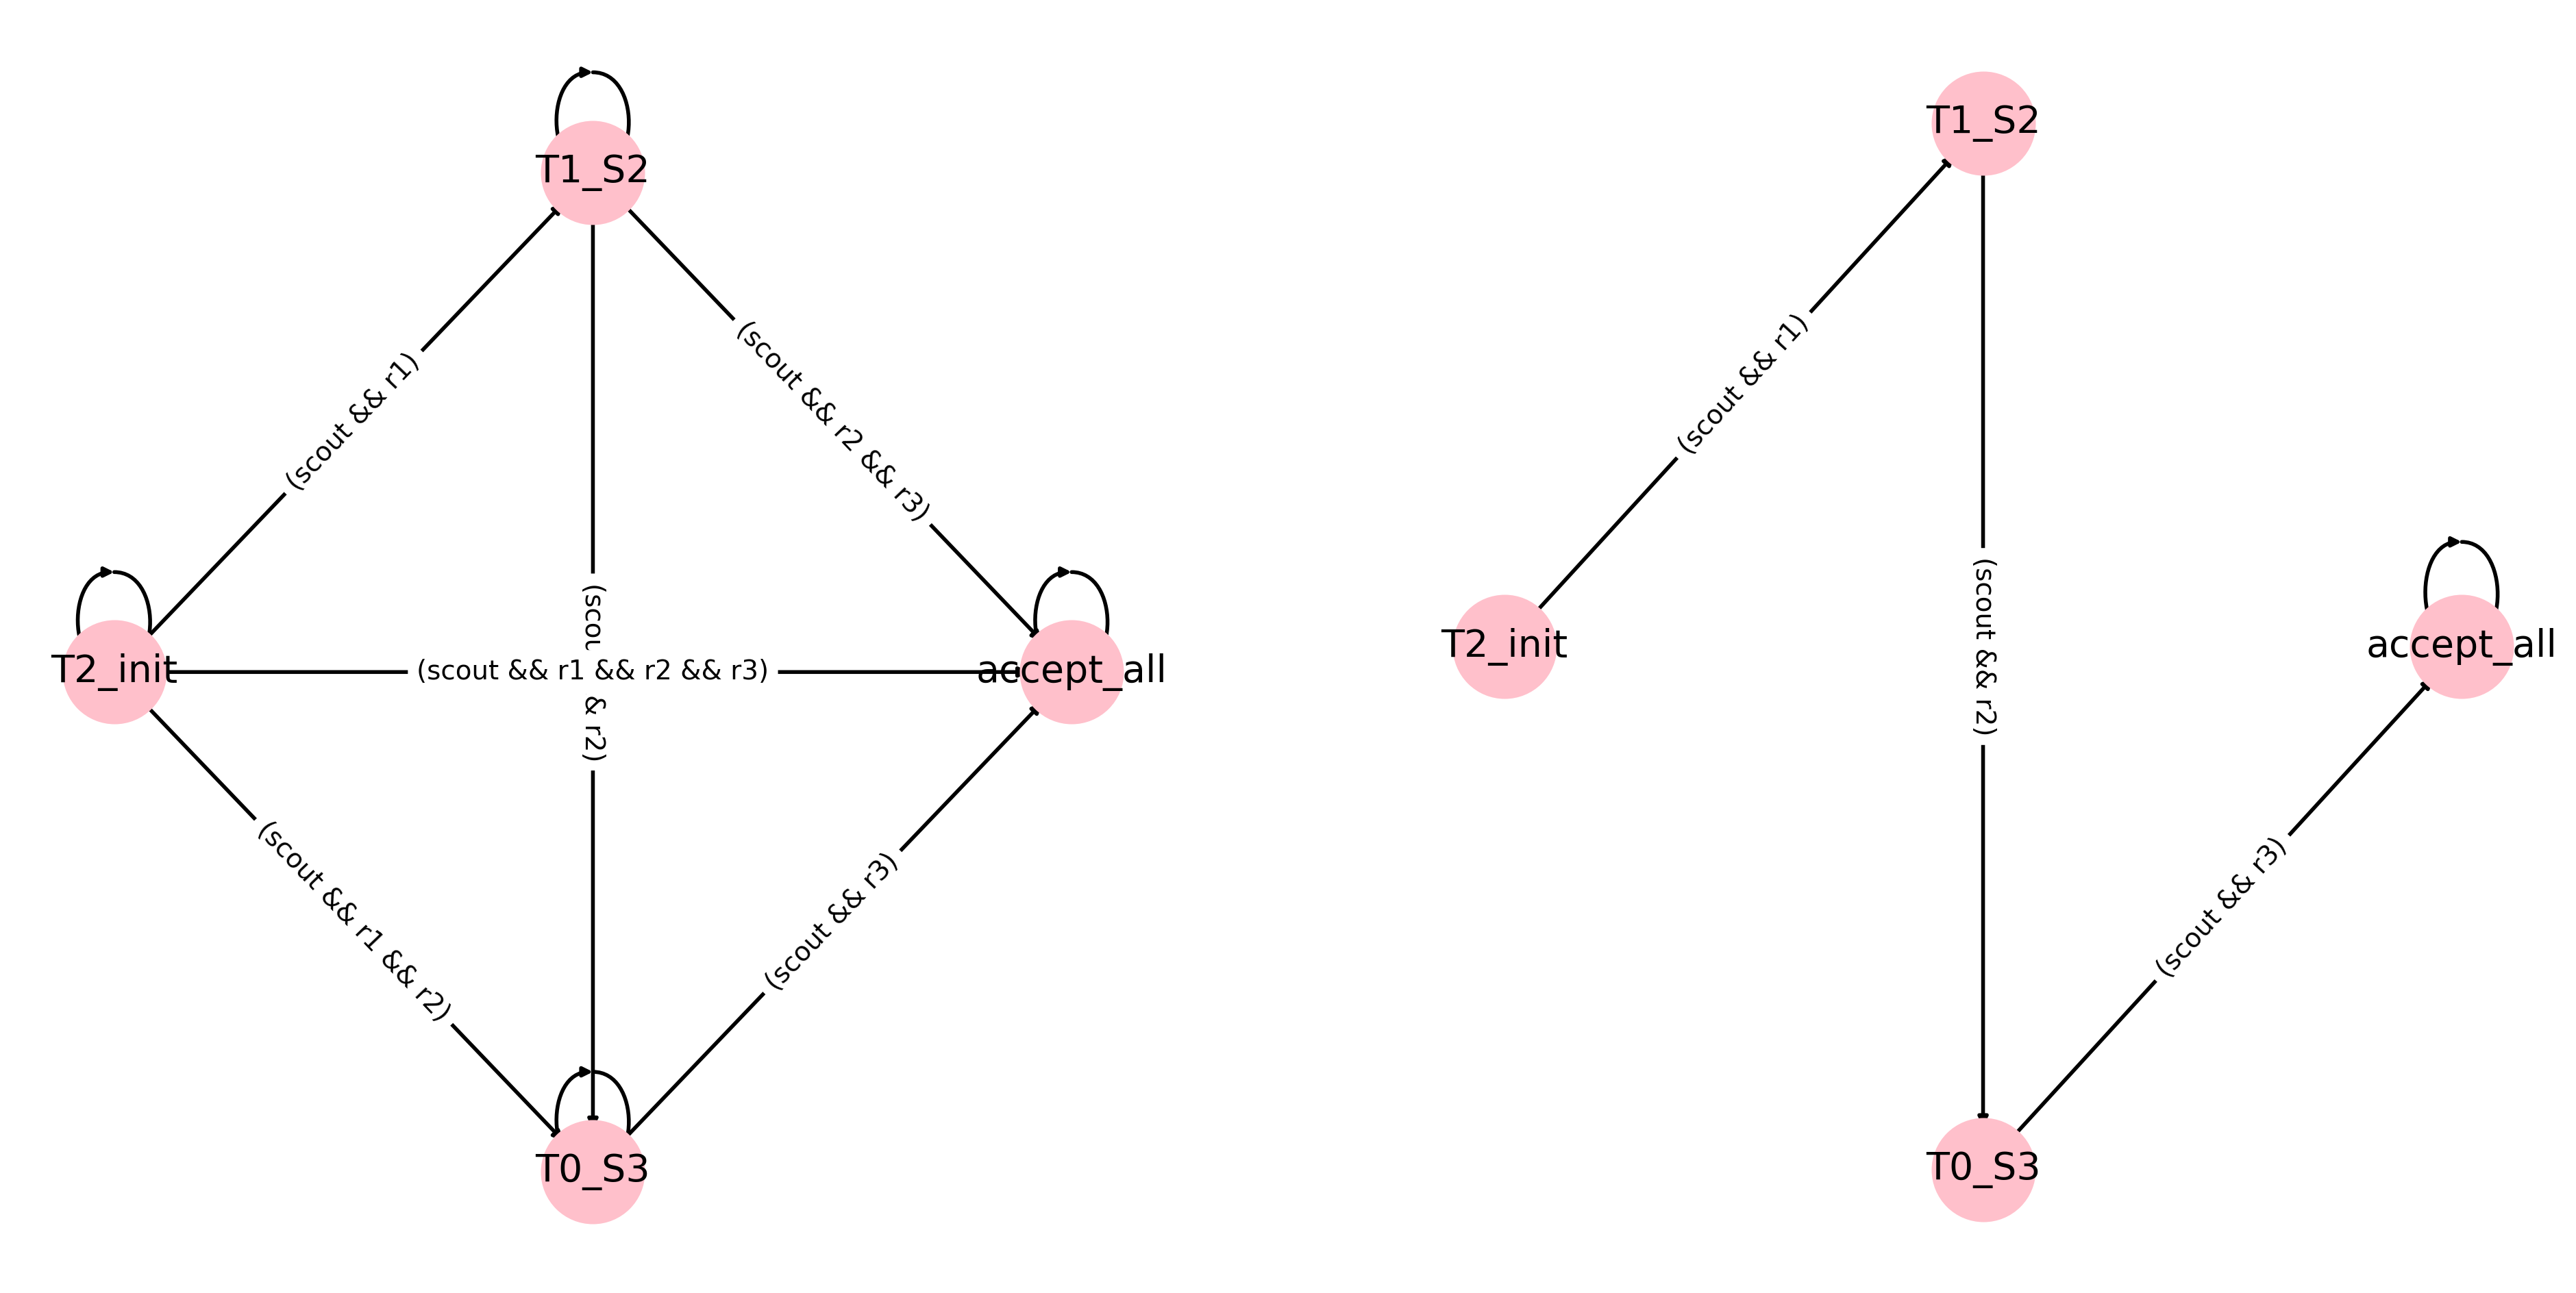 T1_S2
(scout && r1)
(scout && r2 && r3)
(scou
& r2)
T2_init
(scout && r1 && r2 && r3)
accept_all
(scout && r1 && r2)
(scout && r3)
T0_S3
T1_S2
(scout && r1)
(scout && r2)
T2_init
accept_all
(scout && r3)
T0_S3